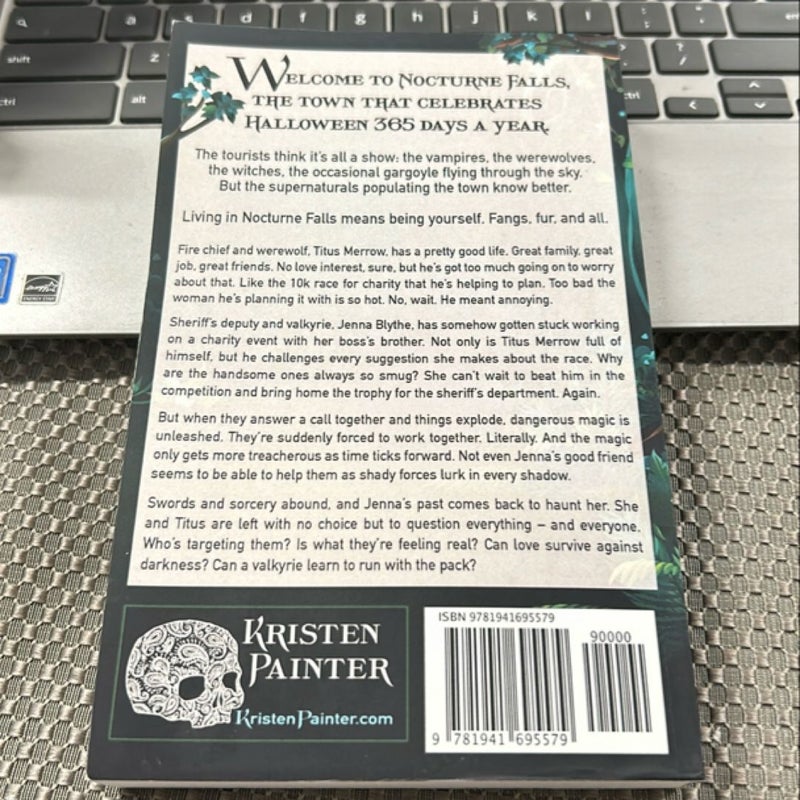 a s d f g h j k l ; "
shift z ? /
ctrl alt ctrl < >
WELCOME TO NOCTURNE FALLS,
THE TOWN THAT CELEBRATES
HALLOWEEN 365 DAYS A YEAR.
The tourists think it's all a show: the vampires, the werewolves,
the witches, the occasional gargoyle flying through the sky.
But the supernaturals populating the town know better.
Living in Nocturne Falls means being yourself. Fangs, fur, and all.
Fire chief and werewolf, Titus Merrow, has a pretty good life. Great family, great
job, great friends. No love interest, sure, but he's got too much going on to worry
about that. Like the 10k race for charity that he's helping to plan. Too bad the
woman he's planning it with is so hot. No, wait. He meant annoying.
Sheriff's deputy and valkyrie, Jenna Blythe, has somehow gotten stuck working
on a charity event with her boss's brother. Not only is Titus Merrow full of
himself, but he challenges every suggestion she makes about the race. Why
are the handsome ones always so smug? She can't wait to beat him in the
competition and bring home the trophy for the sheriff's department. Again.
But when they answer a call together and things explode, dangerous magic is
unleashed. They're suddenly forced to work together. Literally. And the magic
only gets more treacherous as time ticks forward. Not even Jenna's good friend
seems to be able to help them as shady forces lurk in every shadow.
Swords and sorcery abound, and Jenna's past comes back to haunt her. She
and Titus are left with no choice but to question everything – and everyone.
Who's targeting them? Is what they're feeling real? Can love survive against
darkness? Can a valkyrie learn to run with the pack?
KRISTEN
PAINTER
KristenPainter.com
ISBN 9781941695579
90000
9 781941 695579
ENERGY STAR